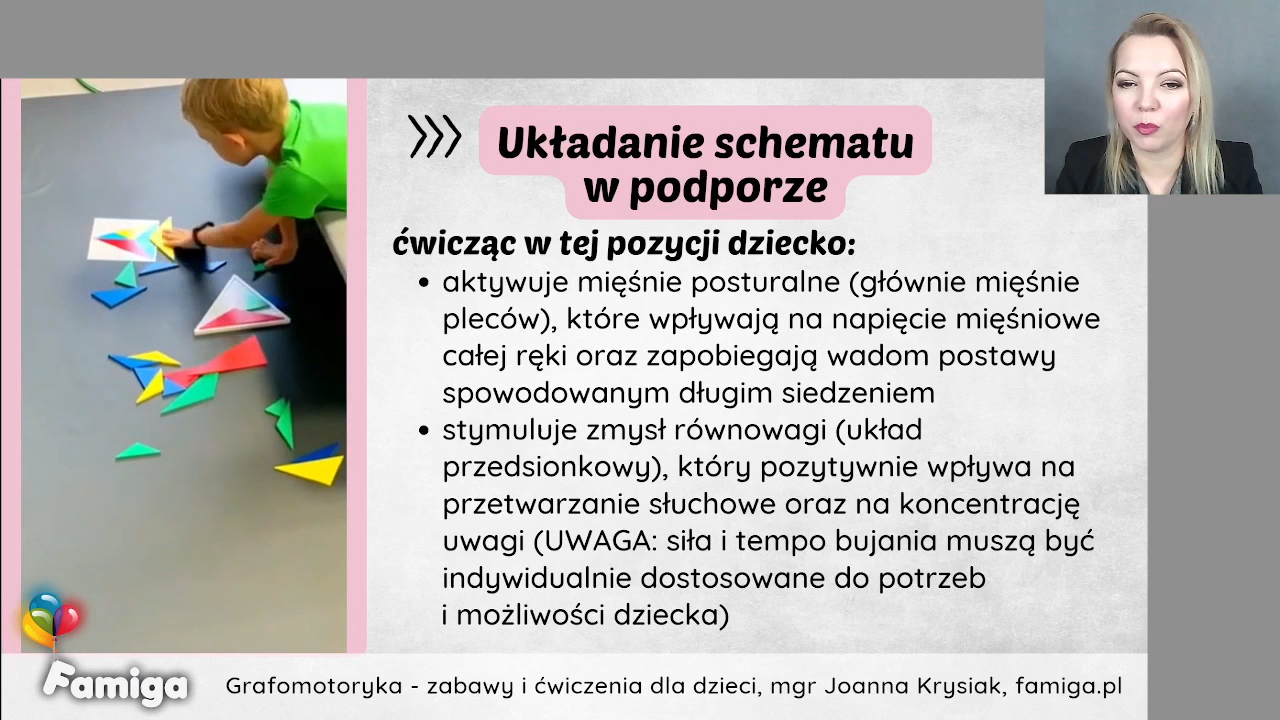 Układanie schematu
w podporze
ćwicząc w tej pozycji dziecko:
• aktywuje mięśnie posturalne (głównie mięśnie
pleców), które wpływają na napięcie mięśniowe
całej ręki oraz zapobiegają wadom postawy
spowodowanym długim siedzeniem
• stymuluje zmysł równowagi (układ
przedsionkowy), który pozytywnie wpływa na
przetwarzanie słuchowe oraz na koncentrację
uwagi (UWAGA: siła i tempo bujania muszą być
indywidualnie dostosowane do potrzeb
i możliwości dziecka)
Famiga
Grafomotoryka - zabawy i ćwiczenia dla dzieci, mgr Joanna Krysiak, famiga.pl